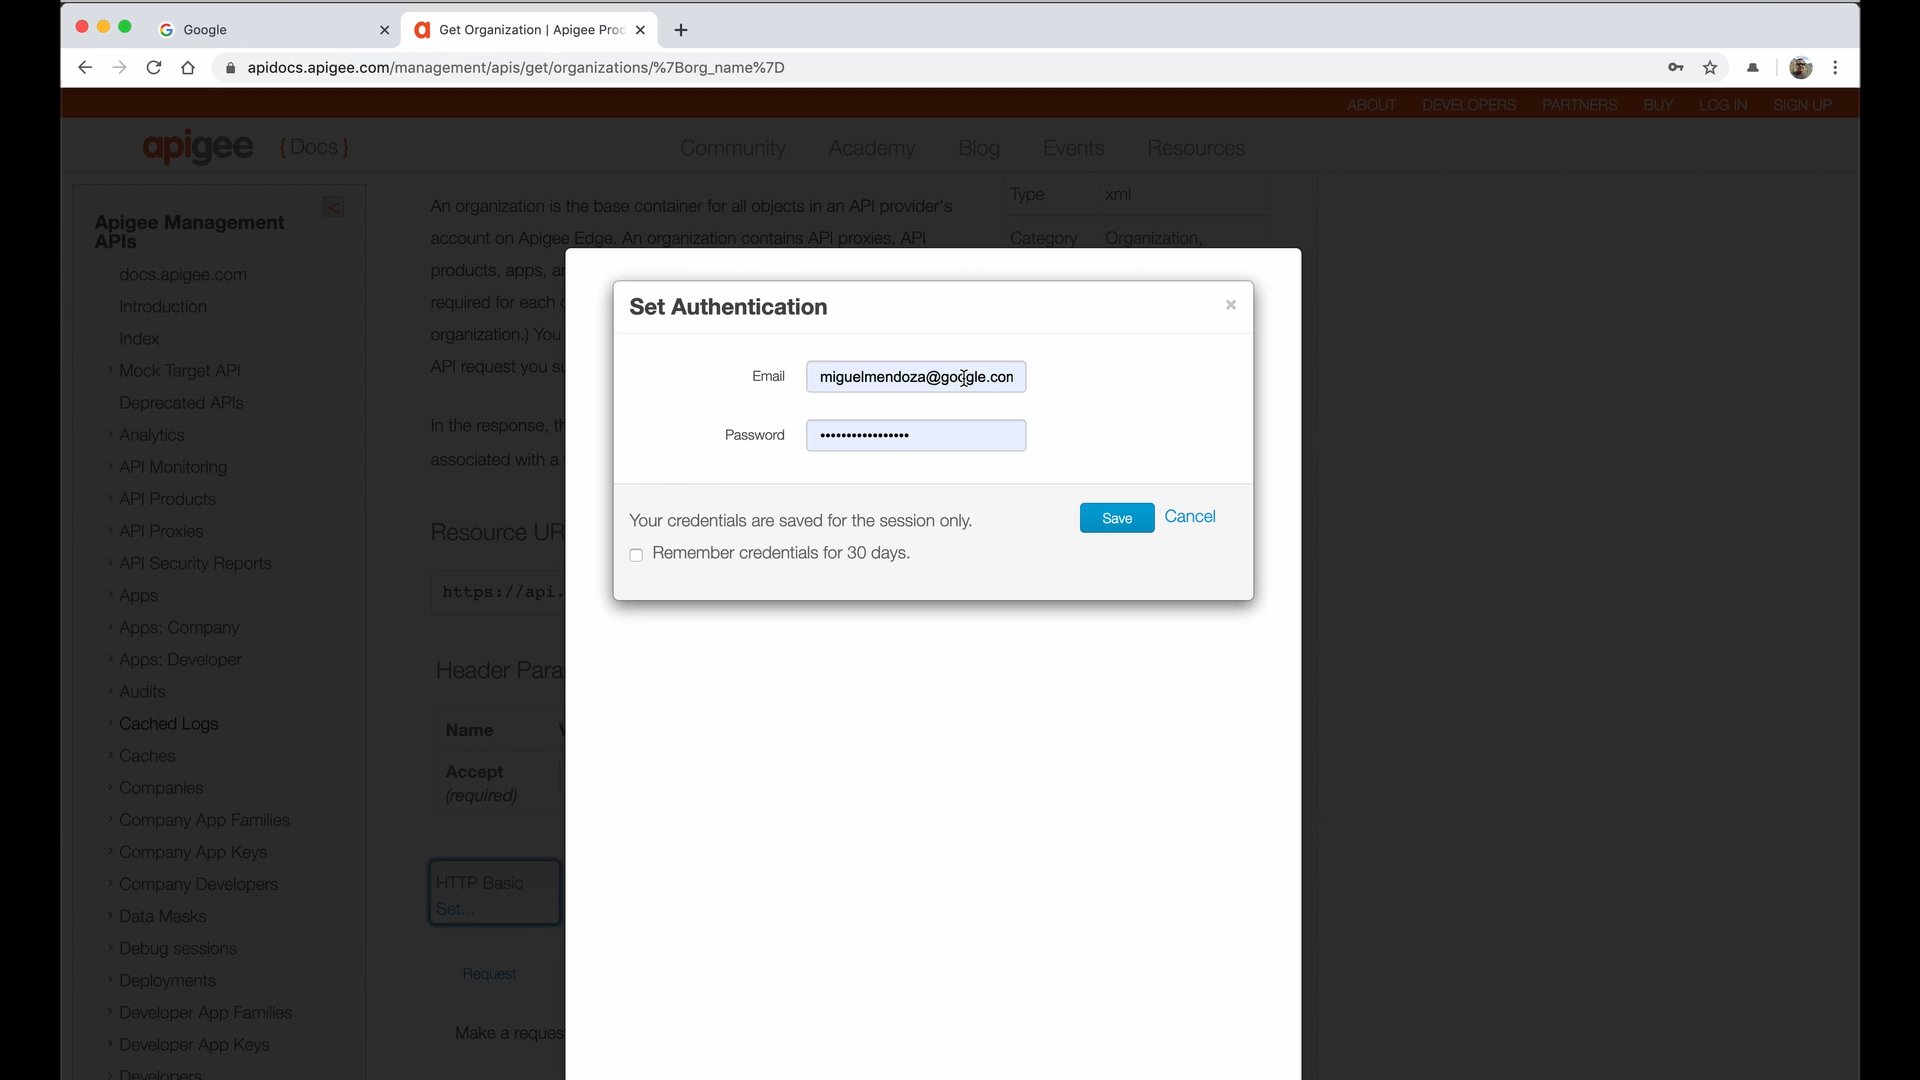 Google
Get Organization | Apigee Prod
apidocs.apigee.com/management/apis/get/organizations/%7Borg_name%7D
ABOUT DEVELOPERS PARTNERS BUY LOG IN SIGN UP
apigee {Docs} Community Academy Blog Events Resources
<
Apigee Management
APIs
docs.apigee.com
Introduction
Index
Mock Target API
Deprecated APIs
Analytics
API Monitoring
API Products
API Proxies
API Security Reports
Apps
Apps: Company
Apps: Developer
Audits
Cached Logs
Caches
Companies
Company App Families
Company App Keys
Company Developers
Data Masks
Debug sessions
Deployments
Developer App Families
Developer App Keys
Developers
An organization is the base container for all objects in an API provider's
account on Apigee Edge. An organization contains API proxies, API
products, apps,
required for each
organization.) You
API request you
In the response,
associated with a
Type xml
Category Organization,
Resource
https://api.
Header
Name
Accept
(required)
HTTP Basic
Set...
Request
Make a
Set Authentication
×
Email miguelmendoza@google.com
Password •••••••••••••••••
Your credentials are saved for the session only.
Save Cancel
Remember credentials for 30 days.